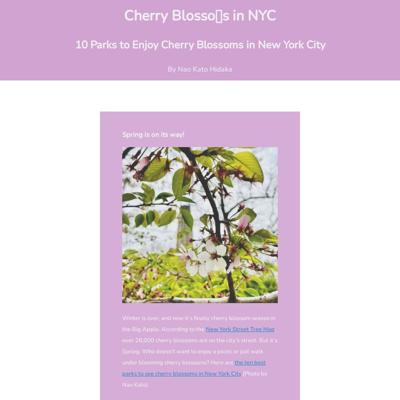 Cherry Blosso▯s in NYC
10 Parks to Enjoy Cherry Blossoms in New York City
By Nao Kato Hidaka
Spring is on its way!
Winter is over, and now it's finally cherry blossom season in
the Big Apple. According to the New York Street Tree Map
over 28,000 cherry blossoms are on the city's street. But it's
Spring. Who doesn't want to enjoy a picnic or just walk
under blooming cherry blossoms? Here are the ten best
parks to see cherry blossoms in New York City. (Photo by
Nao Kato)